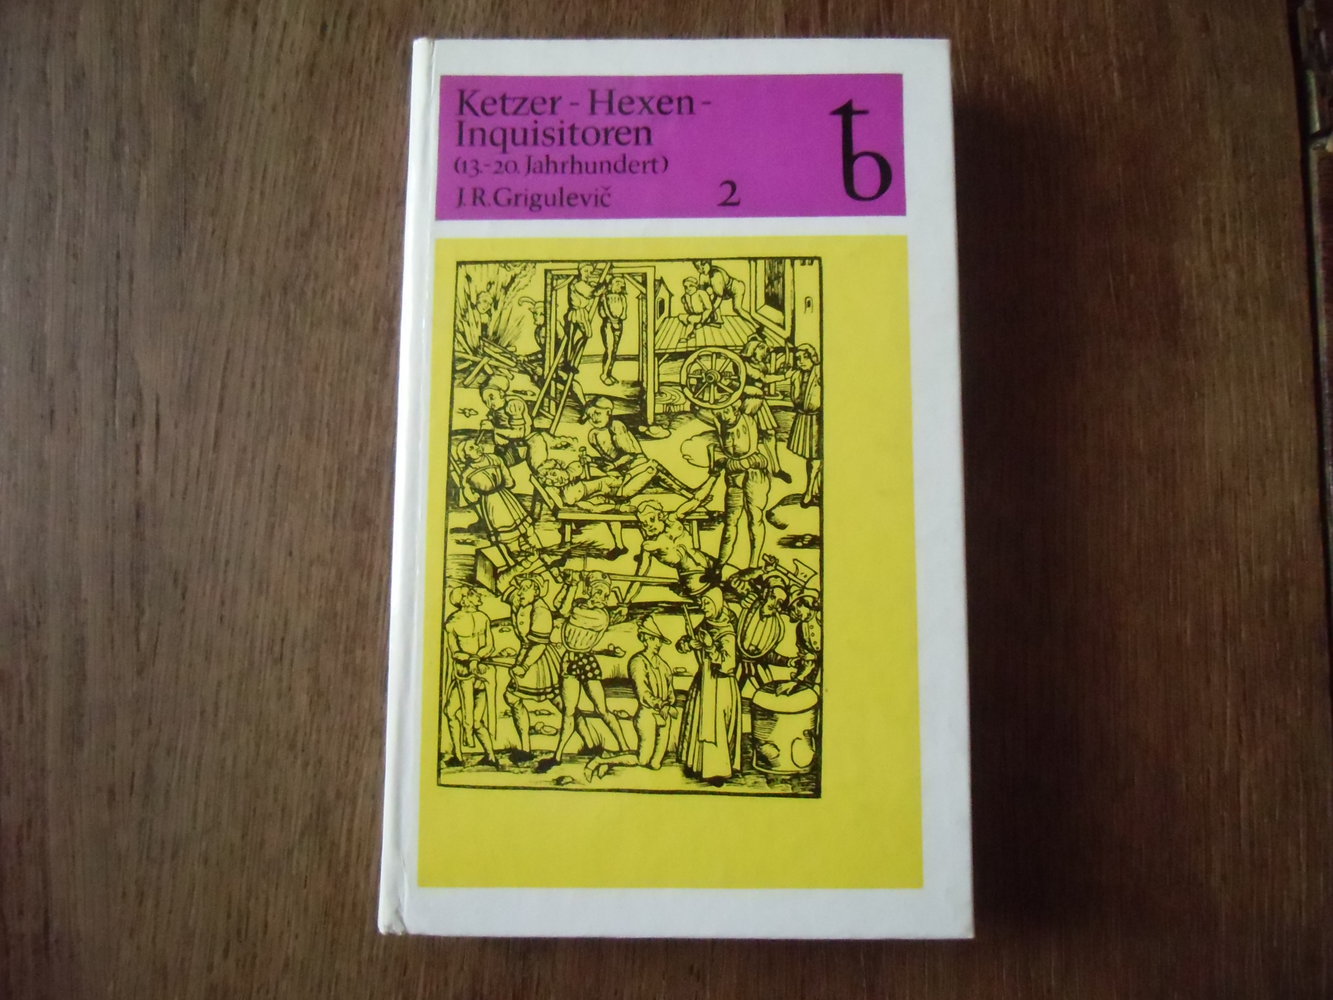 Ketzer - Hexen -
Inquisitoren
(13.-20. Jahrhundert)
J. R. Grigulevič
2
tb